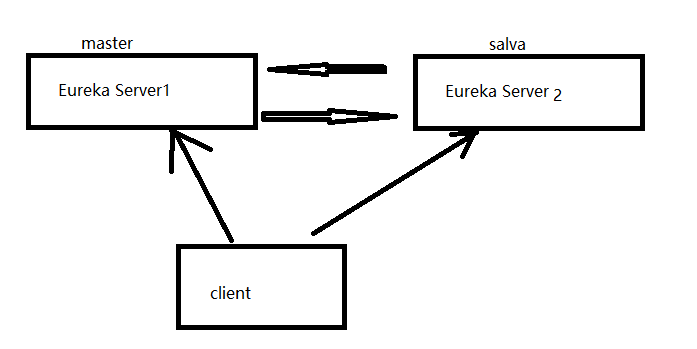 master
salva
Eureka Server1
Eureka Server 2
client